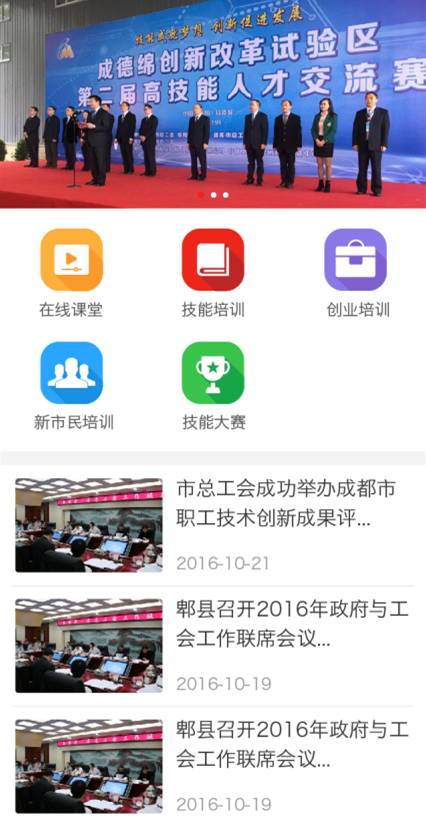 技能成就梦想 创新促进发展
成德绵创新改革试验区
第二届高技能人才交流赛
在线课堂
技能培训
创业培训
新市民培训
技能大赛
市总工会成功举办成都市
职工技术创新成果评...
2016-10-21
郫县召开2016年政府与工
会工作联席会议...
2016-10-19
郫县召开2016年政府与工
会工作联席会议...
2016-10-19